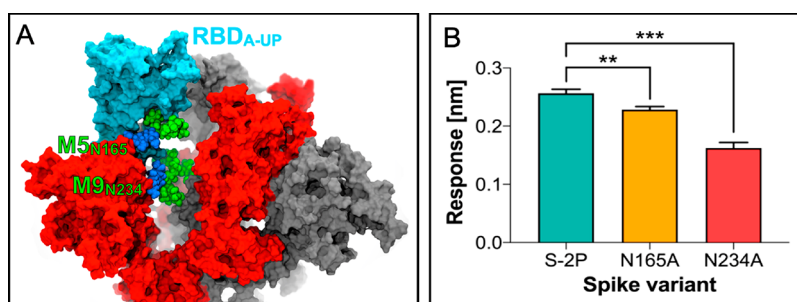 A
RBDA-UP
M5N165
M9N234
B
***
**
0.3
0.2
0.1
0.0
Response [nm]
S-2P N165A N234A
Spike variant